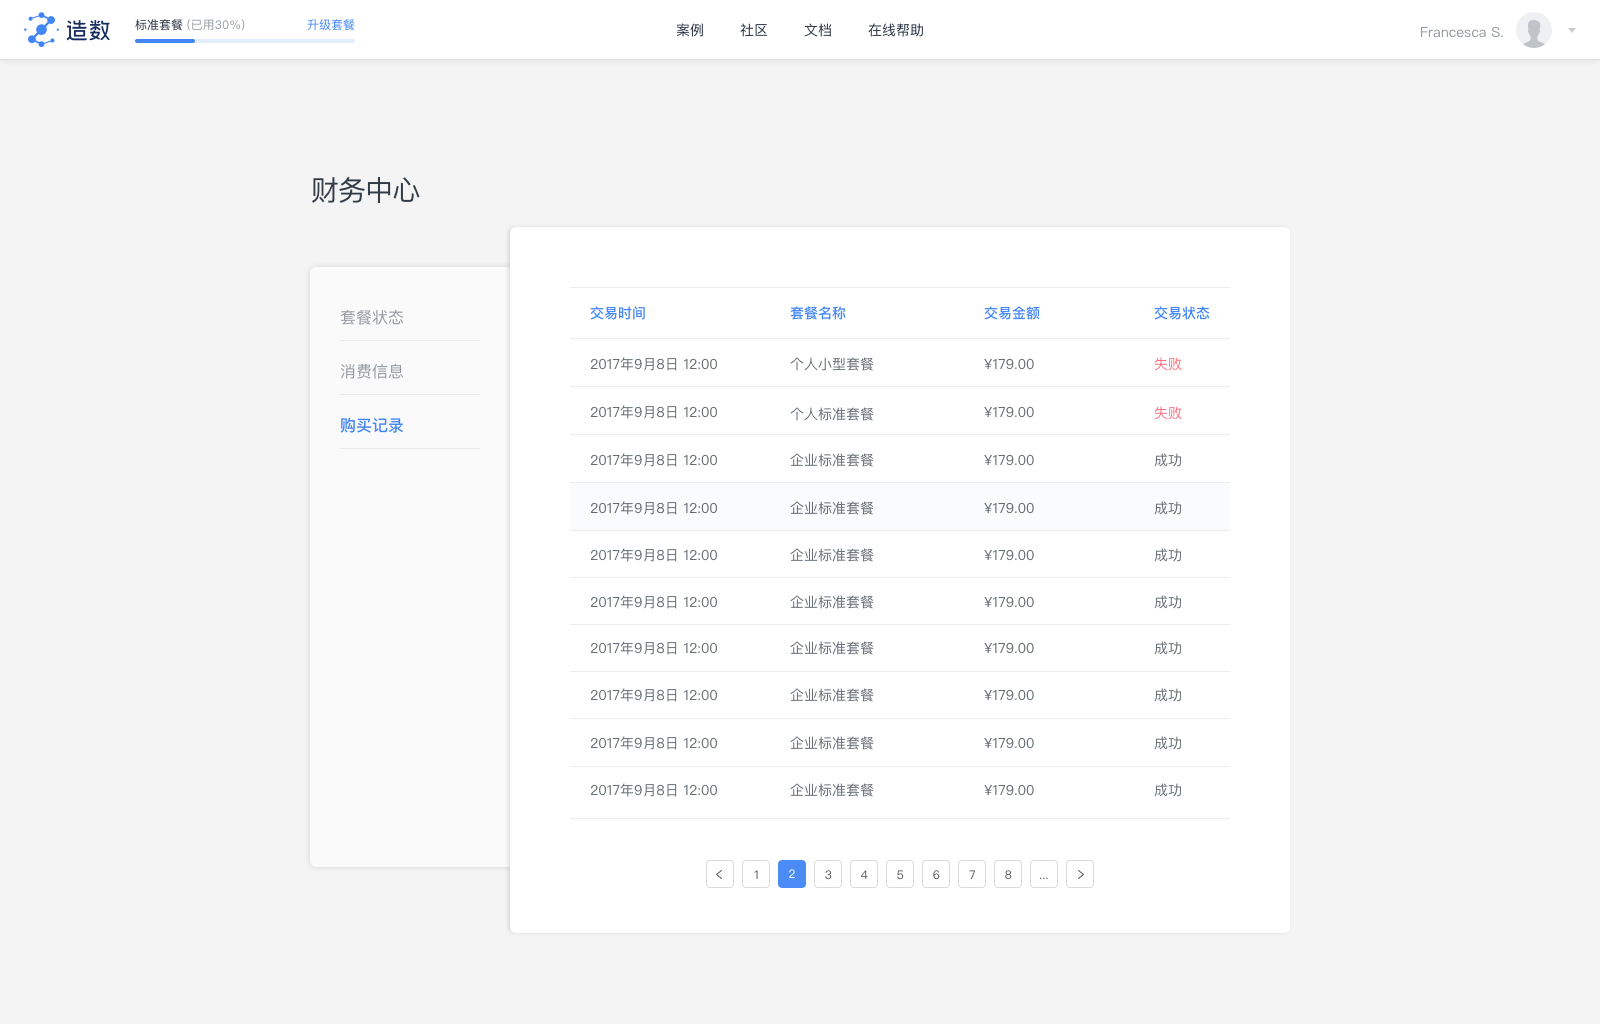 造数
标准套餐 (已用30%) 升级套餐
案例 社区 文档 在线帮助
Francesca S.
财务中心
套餐状态
消费信息
购买记录
交易时间 套餐名称 交易金额 交易状态
2017年9月8日 12:00 个人小型套餐 ¥179.00 失败
2017年9月8日 12:00 个人标准套餐 ¥179.00 失败
2017年9月8日 12:00 企业标准套餐 ¥179.00 成功
2017年9月8日 12:00 企业标准套餐 ¥179.00 成功
2017年9月8日 12:00 企业标准套餐 ¥179.00 成功
2017年9月8日 12:00 企业标准套餐 ¥179.00 成功
2017年9月8日 12:00 企业标准套餐 ¥179.00 成功
2017年9月8日 12:00 企业标准套餐 ¥179.00 成功
2017年9月8日 12:00 企业标准套餐 ¥179.00 成功
2017年9月8日 12:00 企业标准套餐 ¥179.00 成功
< 1 2 3 4 5 6 7 8 ... >